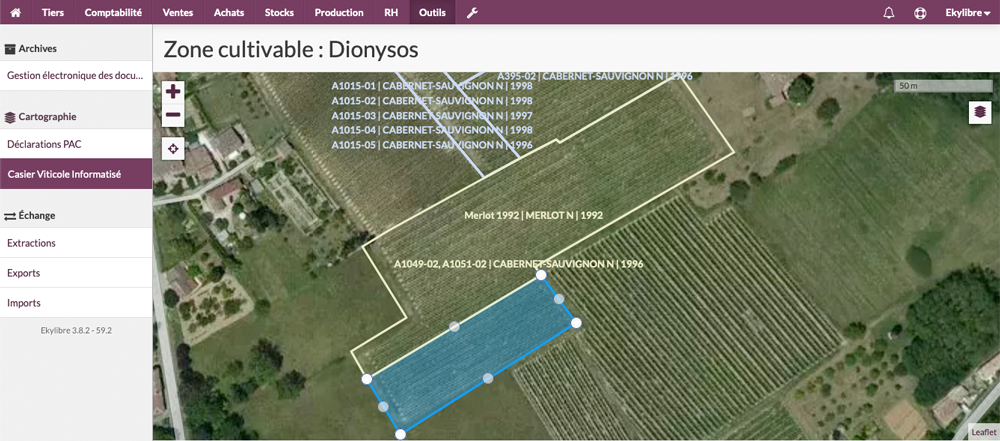 Tiers Comptabilité Ventes Achats Stocks Production RH Outils Ekylibre
Archives
Gestion électronique des docu...
Cartographie
Déclarations PAC
Casier Viticole Informatisé
Échange
Extractions
Exports
Imports
Ekylibre 3.8.2 - 59.2
Zone cultivable : Dionysos
A395-02 | CABERNET-SAUVIGNON N | 1996
A1015-01 | CABERNET-SAUVIGNON N | 1998
A1015-02 | CABERNET-SAUVIGNON N | 1998
A1015-03 | CABERNET-SAUVIGNON N | 1997
A1015-04 | CABERNET-SAUVIGNON N | 1998
A1015-05 | CABERNET-SAUVIGNON N | 1996
50 m
Merlot 1992 | MERLOT N | 1992
A1049-02, A1051-02 | CABERNET-SAUVIGNON N | 1996
Leaflet